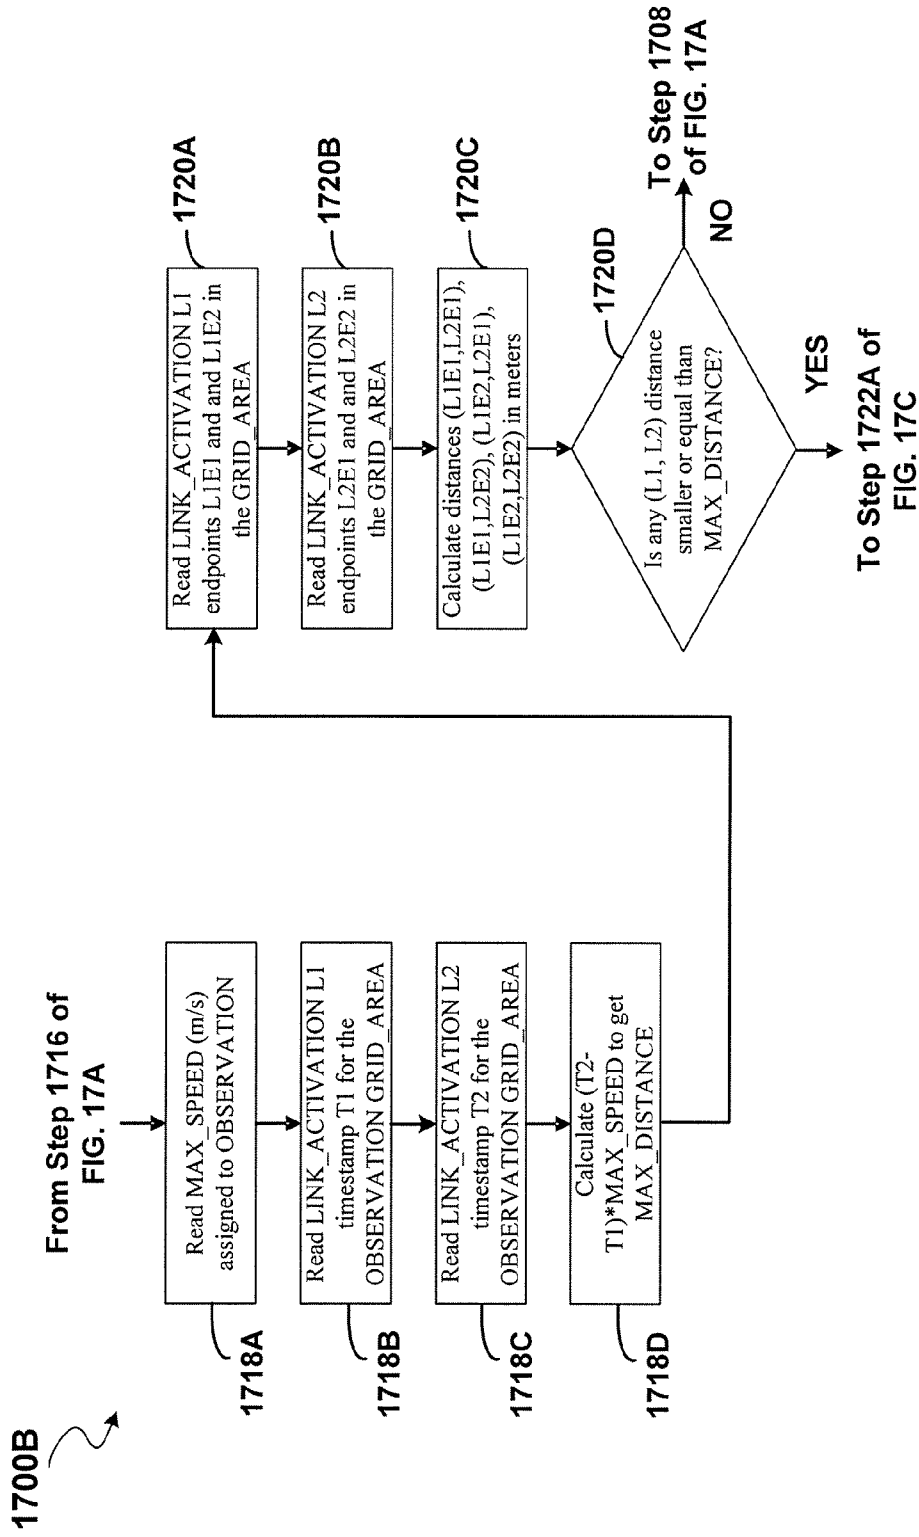 1700B
From Step 1716 of
FIG. 17A
Read MAX_SPEED (m/s)
assigned to OBSERVATION
1718A
Read LINK_ACTIVATION L1
timestamp T1 for the
OBSERVATION GRID_AREA
1718B
Read LINK_ACTIVATION L2
timestamp T2 for the
OBSERVATION GRID_AREA
1718C
Calculate (T2-
T1)*MAX_SPEED to get
MAX_DISTANCE
1718D
Read LINK_ACTIVATION L1
endpoints L1E1 and and L1E2 in
the GRID_AREA
1720A
Read LINK_ACTIVATION L2
endpoints L2E1 and and L2E2 in
the GRID_AREA
1720B
Calculate distances (L1E1,L2E1),
(L1E1,L2E2), (L1E2,L2E1),
(L1E2,L2E2) in meters
1720C
Is any (L1, L2) distance
smaller or equal than
MAX_DISTANCE?
1720D
NO
To Step 1708
of FIG. 17A
YES
To Step 1722A of
FIG. 17C